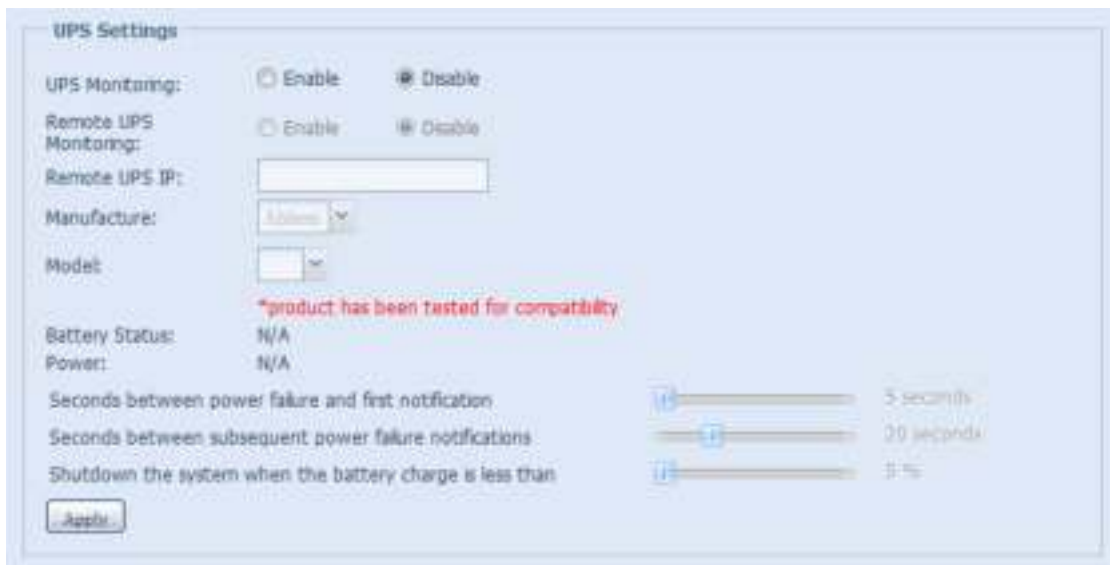 UPS Settings
UPS Monitoring: Enable Disable
Remote UPS
Monitoring: Enable Disable
Remote UPS IP:
Manufacture:
Model:
*product has been tested for compatibility
Battery Status: N/A
Power: N/A
Seconds between power failure and first notification 5 seconds
Seconds between subsequent power failure notifications 20 seconds
Shutdown the system when the battery charge is less than 5 %
Apply